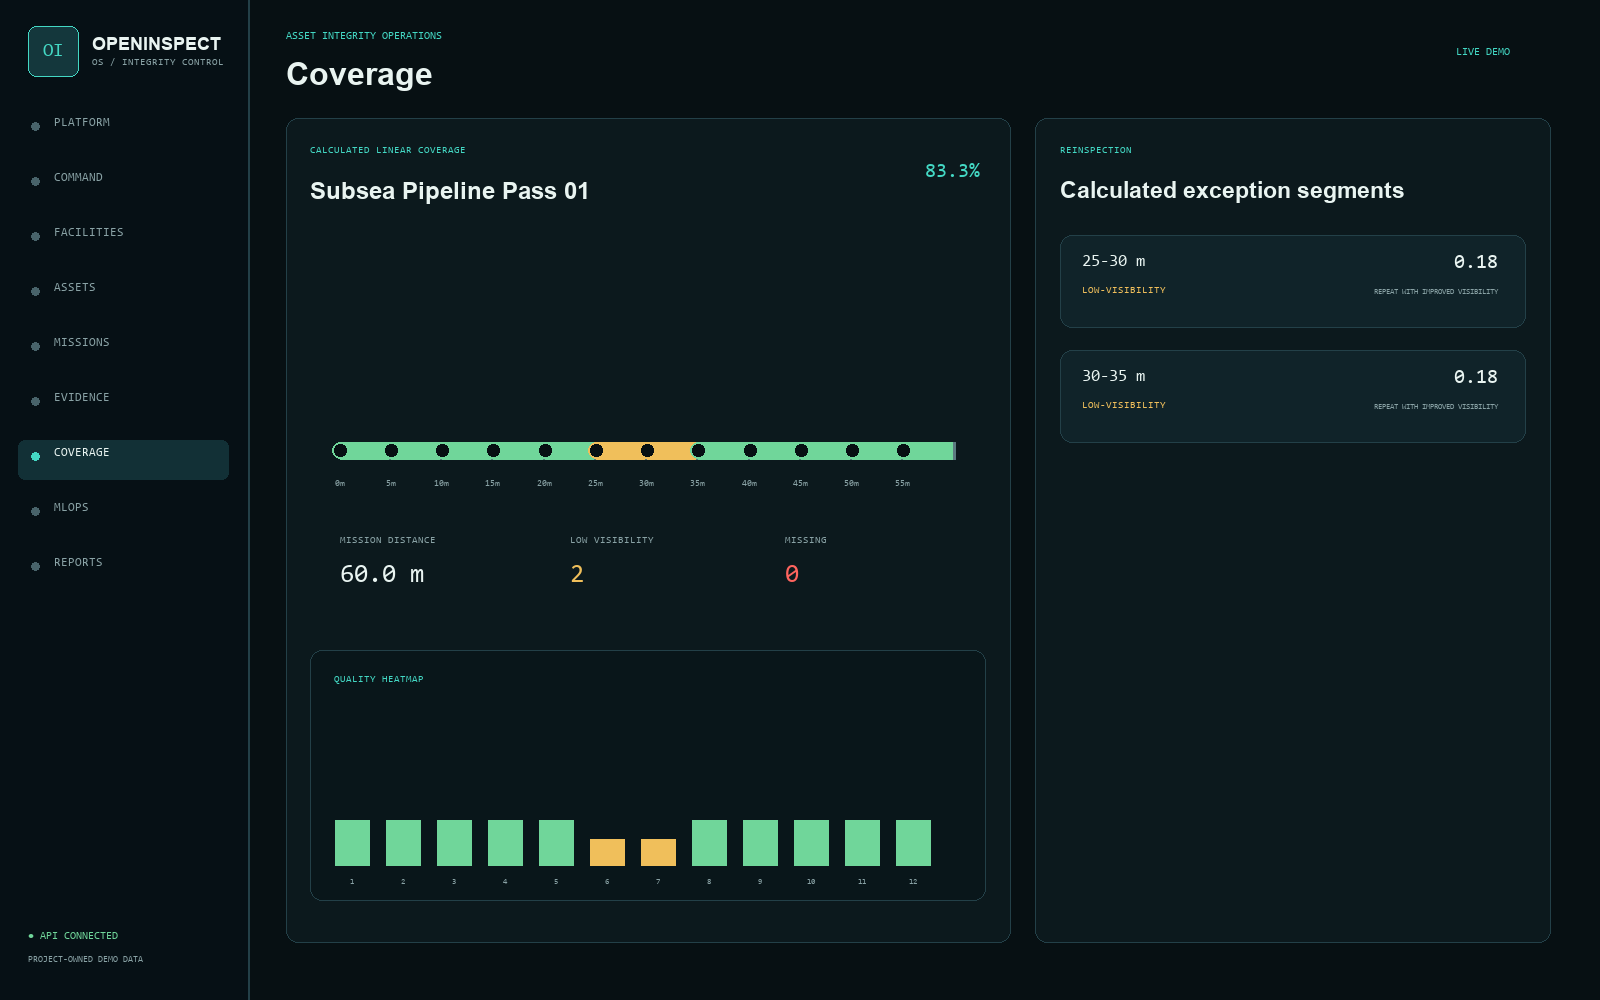 OI
OPENINSPECT
OS / INTEGRITY CONTROL
PLATFORM
COMMAND
FACILITIES
ASSETS
MISSIONS
EVIDENCE
COVERAGE
MLOPS
REPORTS
API CONNECTED
PROJECT-OWNED DEMO DATA
ASSET INTEGRITY OPERATIONS
Coverage
LIVE DEMO
CALCULATED LINEAR COVERAGE
83.3%
Subsea Pipeline Pass 01
0m 5m 10m 15m 20m 25m 30m 35m 40m 45m 50m 55m
MISSION DISTANCE LOW VISIBILITY MISSING
60.0 m 2 0
QUALITY HEATMAP
1 2 3 4 5 6 7 8 9 10 11 12
REINSPECTION
Calculated exception segments
25-30 m 0.18
LOW-VISIBILITY REPEAT WITH IMPROVED VISIBILITY
30-35 m 0.18
LOW-VISIBILITY REPEAT WITH IMPROVED VISIBILITY